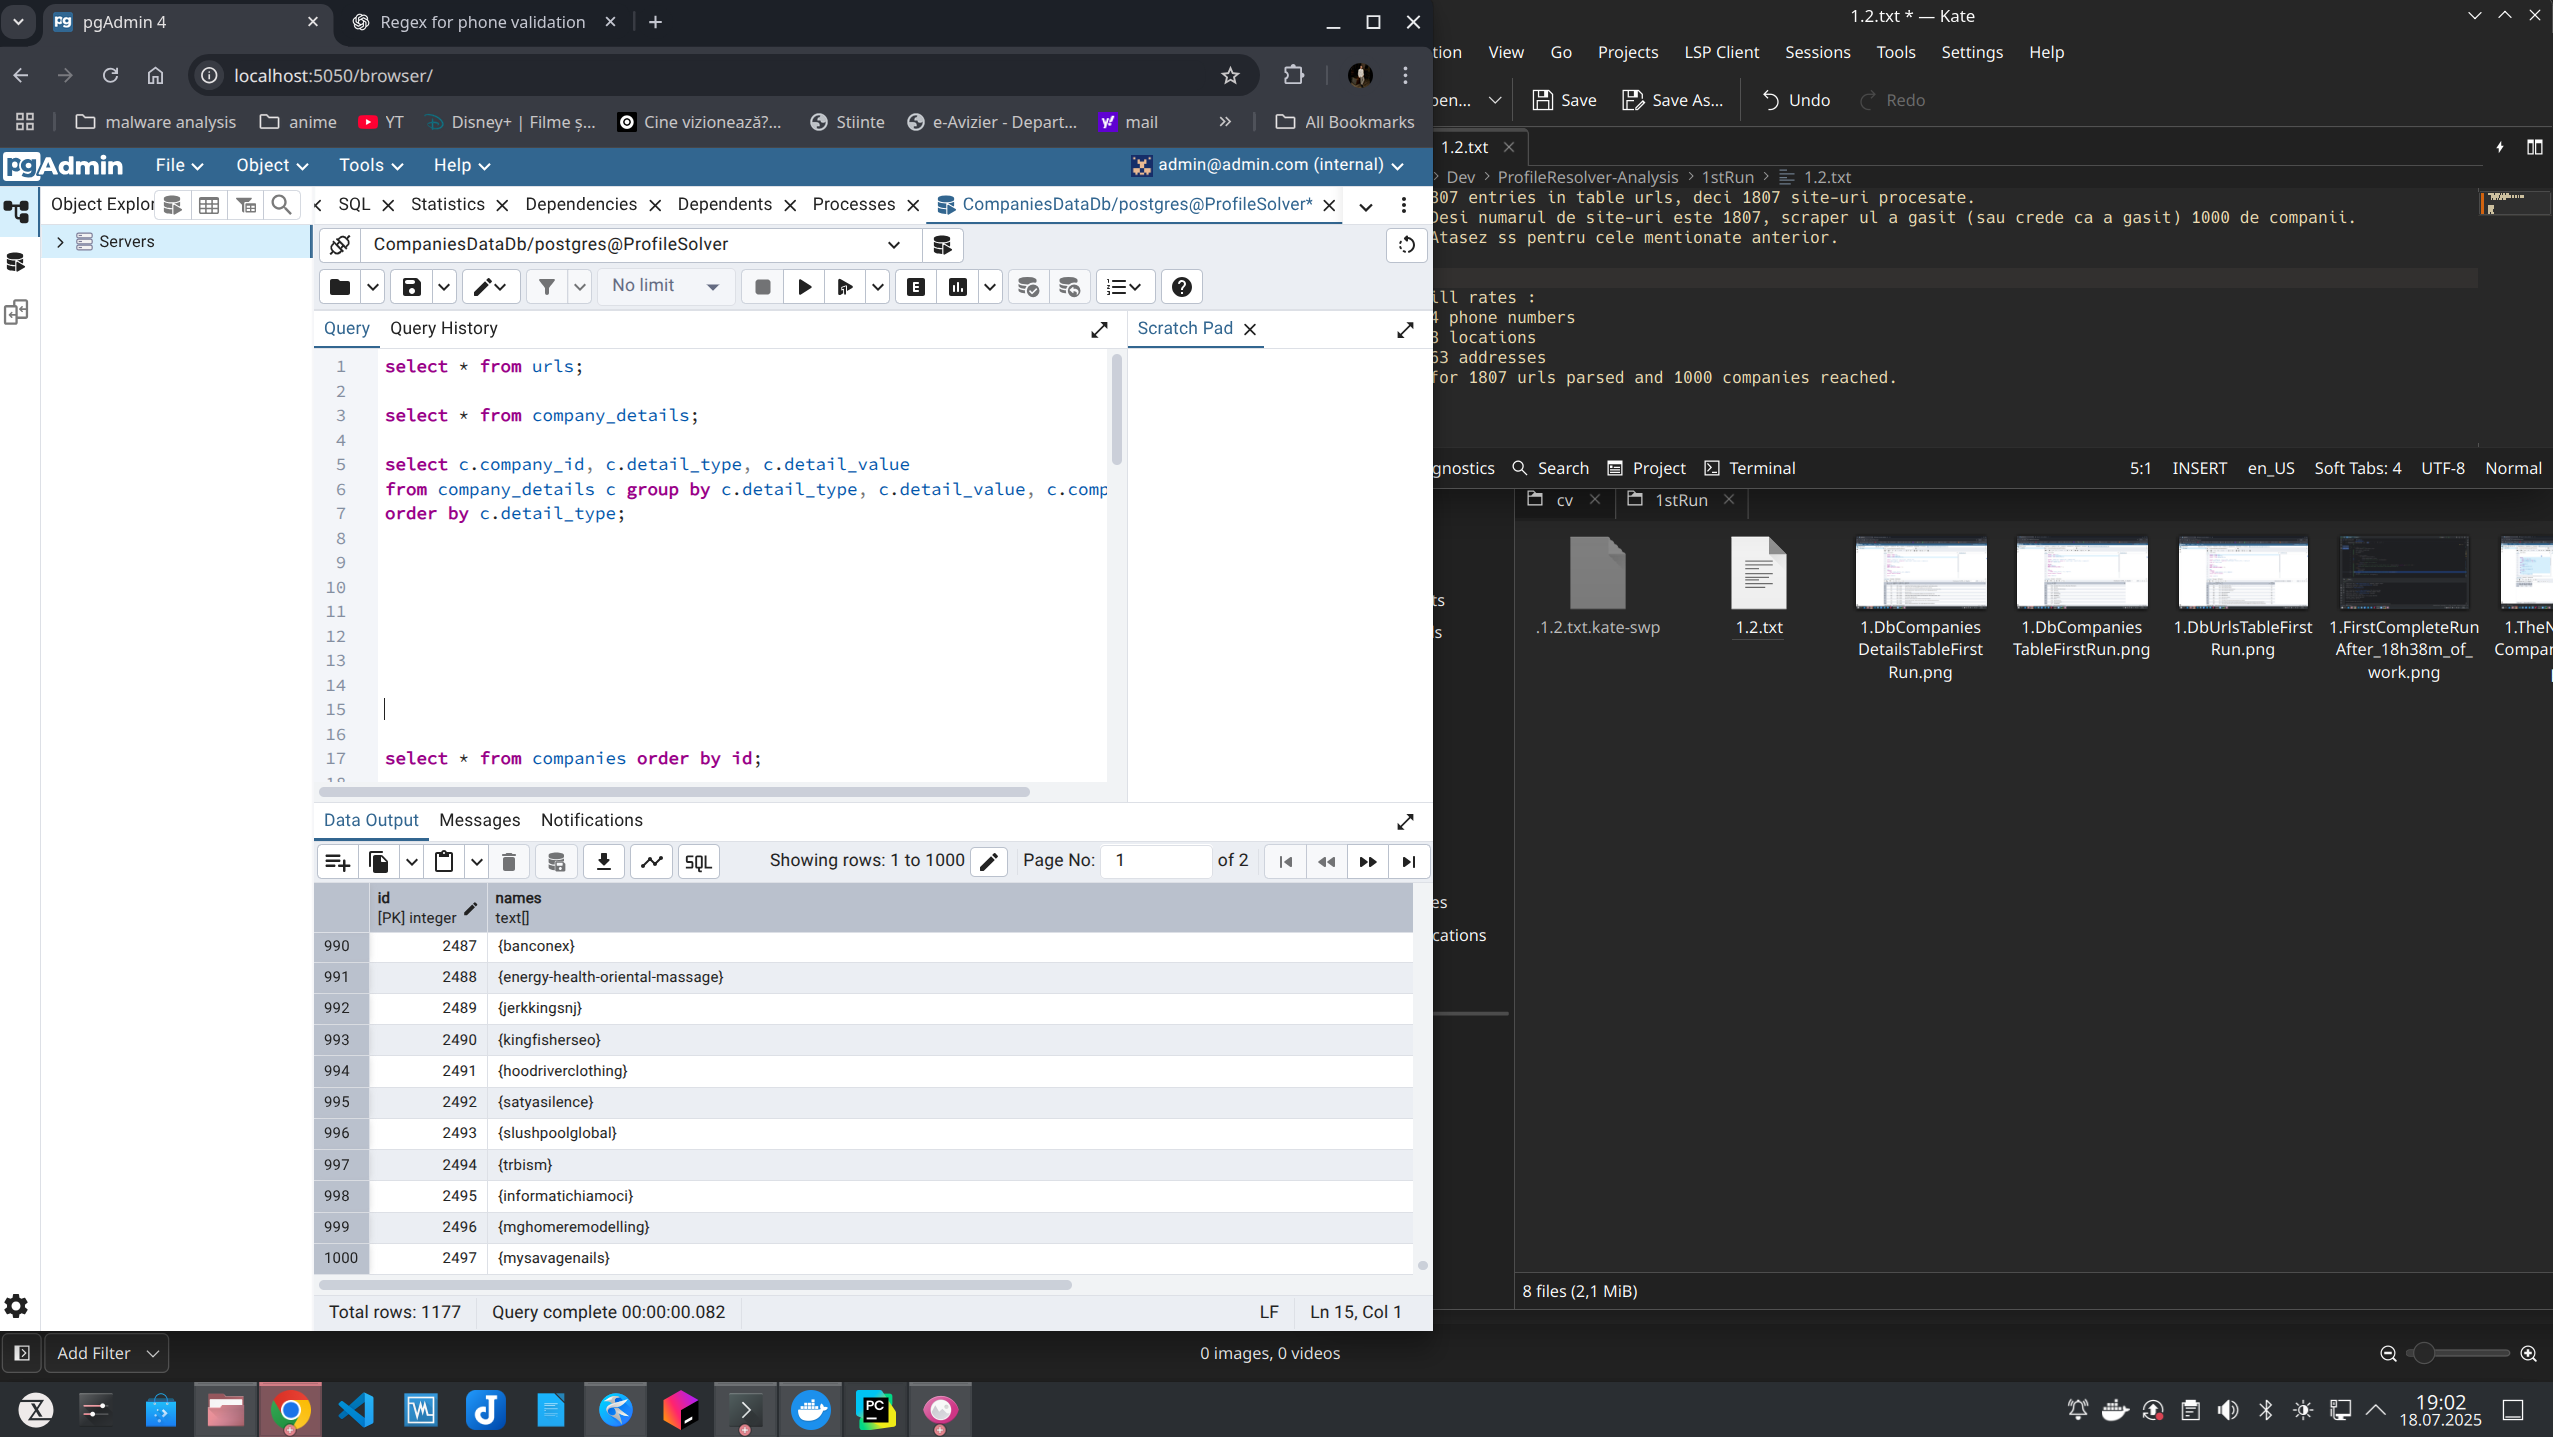 pgAdmin 4
Regex for phone validation
localhost:5050/browser/
malware analysis
anime
YT
Disney+ | Filme ș...
Cine vizionează?...
Stiinte
e-Avizier - Depart...
mail
All Bookmarks
pgAdmin
File
Object
Tools
Help
admin@admin.com (internal)
Object Explor
SQL
Statistics
Dependencies
Dependents
Processes
CompaniesDataDb/postgres@ProfileSolver*
Servers
CompaniesDataDb/postgres@ProfileSolver
No limit
Query
Query History
Scratch Pad
1 select * from urls;
2
3 select * from company_details;
4
5 select c.company_id, c.detail_type, c.detail_value
6 from company_details c group by c.detail_type, c.detail_value, c.comp
7 order by c.detail_type;
8
9
10
11
12
13
14
15
16
17 select * from companies order by id;
18
Data Output
Messages
Notifications
SQL
Showing rows: 1 to 1000
Page No:
1
of 2
id
[PK] integer
names
text[]
990 2487 {banconex}
991 2488 {energy-health-oriental-massage}
992 2489 {jerkkingsnj}
993 2490 {kingfisherseo}
994 2491 {hoodriverclothing}
995 2492 {satyasilence}
996 2493 {slushpoolglobal}
997 2494 {trbism}
998 2495 {informatichiamoci}
999 2496 {mghomeremodelling}
1000 2497 {mysavagenails}
Total rows: 1177
Query complete 00:00:00.082
LF
Ln 15, Col 1
1.2.txt * — Kate
tion
View
Go
Projects
LSP Client
Sessions
Tools
Settings
Help
en...
Save
Save As...
Undo
Redo
1.2.txt
Dev
ProfileResolver-Analysis
1stRun
1.2.txt
807 entries in table urls, deci 1807 site-uri procesate.
Desi numarul de site-uri este 1807, scraper ul a gasit (sau crede ca a gasit) 1000 de companii.
Atasez ss pentru cele mentionate anterior.
ill rates :
4 phone numbers
locations
63 addresses
for 1807 urls parsed and 1000 companies reached.
gnostics
Search
Project
Terminal
5:1
INSERT
en_US
Soft Tabs: 4
UTF-8
Normal
cv
1stRun
.1.2.txt.kate-swp
1.2.txt
1.DbCompanies
DetailsTableFirst
Run.png
1.DbCompanies
TableFirstRun.png
1.DbUrlsTableFirst
Run.png
1.FirstCompleteRun
After_18h38m_of_
work.png
1.TheN
Compa
ts
s
es
cations
8 files (2,1 MiB)
Add Filter
0 images, 0 videos
PC
19:02
18.07.2025